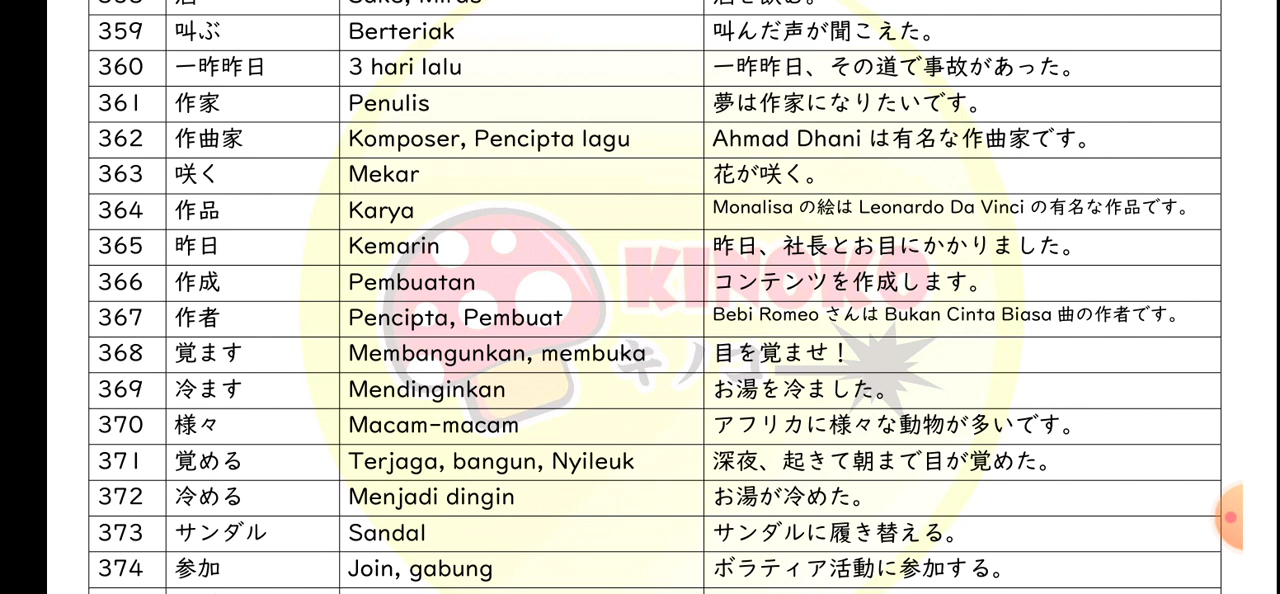 359 叫ぶ Berteriak 叫んだ声が聞こえた。
360 一昨昨日 3 hari lalu 一昨昨日、その道で事故があった。
361 作家 Penulis 夢は作家になりたいです。
362 作曲家 Komposer, Pencipta lagu Ahmad Dhani は有名な作曲家です。
363 咲く Mekar 花が咲く。
364 作品 Karya Monalisa の絵は Leonardo Da Vinci の有名な作品です。
365 昨日 Kemarin 昨日、社長とお目にかかりました。
366 作成 Pembuatan コンテンツを作成します。
367 作者 Pencipta, Pembuat Bebi Romeo さんは Bukan Cinta Biasa 曲の作者です。
368 覚ます Membangunkan, membuka 目を覚ませ！
369 冷ます Mendinginkan お湯を冷ました。
370 様々 Macam-macam アフリカに様々な動物が多いです。
371 覚める Terjaga, bangun, Nyileuk 深夜、起きて朝まで目が覚めた。
372 冷める Menjadi dingin お湯が冷めた。
373 サンダル Sandal サンダルに履き替える。
374 参加 Join, gabung ボラティア活動に参加する。
KINOKO
キノコ